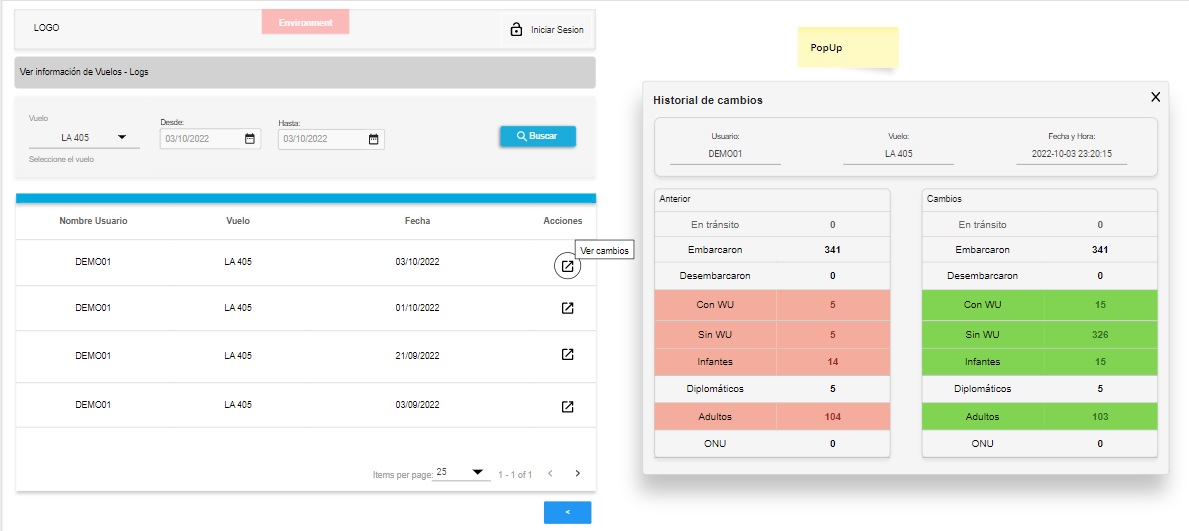 LOGO
Environment
Iniciar Sesion
Ver información de Vuelos - Logs
Vuelo
LA 405
Seleccione el vuelo
Desde:
03/10/2022
Hasta:
03/10/2022
Buscar
Nombre Usuario Vuelo Fecha Acciones
DEMO01 LA 405 03/10/2022
Ver cambios
DEMO01 LA 405 01/10/2022
DEMO01 LA 405 21/09/2022
DEMO01 LA 405 03/09/2022
Items per page: 25 1 - 1 of 1 < >
<
PopUp
Historial de cambios X
Usuario: Vuelo: Fecha y Hora:
DEMO01 LA 405 2022-10-03 23:20:15
Anterior
En tránsito 0
Embarcaron 341
Desembarcaron 0
Con WU 5
Sin WU 5
Infantes 14
Diplomáticos 5
Adultos 104
ONU 0
Cambios
En tránsito 0
Embarcaron 341
Desembarcaron 0
Con WU 15
Sin WU 326
Infantes 15
Diplomáticos 5
Adultos 103
ONU 0